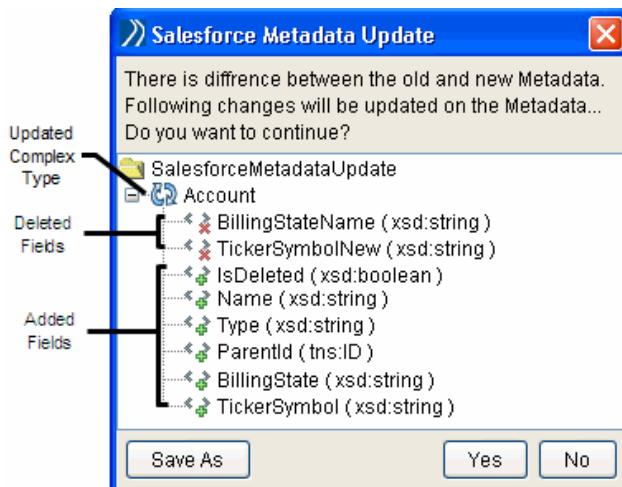 Salesforce Metadata Update
There is diffrence between the old and new Metadata.
Following changes will be updated on the Metadata...
Do you want to continue?
Updated
Complex
Type
SalesforceMetadataUpdate
Account
Deleted
Fields
BillingStateName ( xsd:string )
TickerSymbolNew ( xsd:string )
Added
Fields
IsDeleted ( xsd:boolean )
Name ( xsd:string )
Type ( xsd:string )
ParentId ( tns:ID )
BillingState ( xsd:string )
TickerSymbol ( xsd:string )
Save As
Yes
No